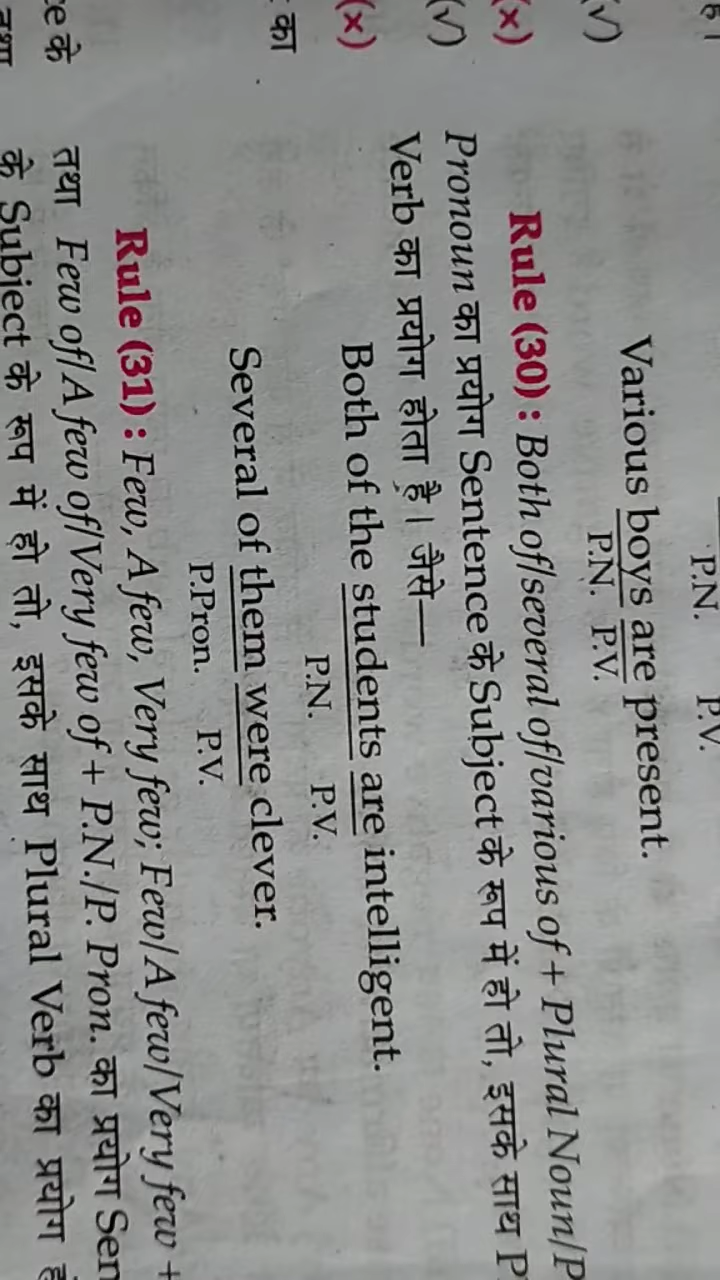 है।
P.N. P.V.
Various boys are present.
P.N. P.V.
(√)
Rule (30) : Both of/several of/various of + Plural Noun/P
(×)
Pronoun का प्रयोग Sentence के Subject के रूप में हो तो, इसके साथ P
(√)
Verb का प्रयोग होता है। जैसे—
(×)
Both of the students are intelligent.
P.N. P.V.
का
Several of them were clever.
P.Pron. P.V.
Rule (31) : Few, A few, Very few; Few/A few/Very few +
के
तथा Few of/A few of/Very few of + P.N./P. Pron. का प्रयोग Sen
तथा
के Subject के रूप में हो तो, इसके साथ Plural Verb का प्रयोग